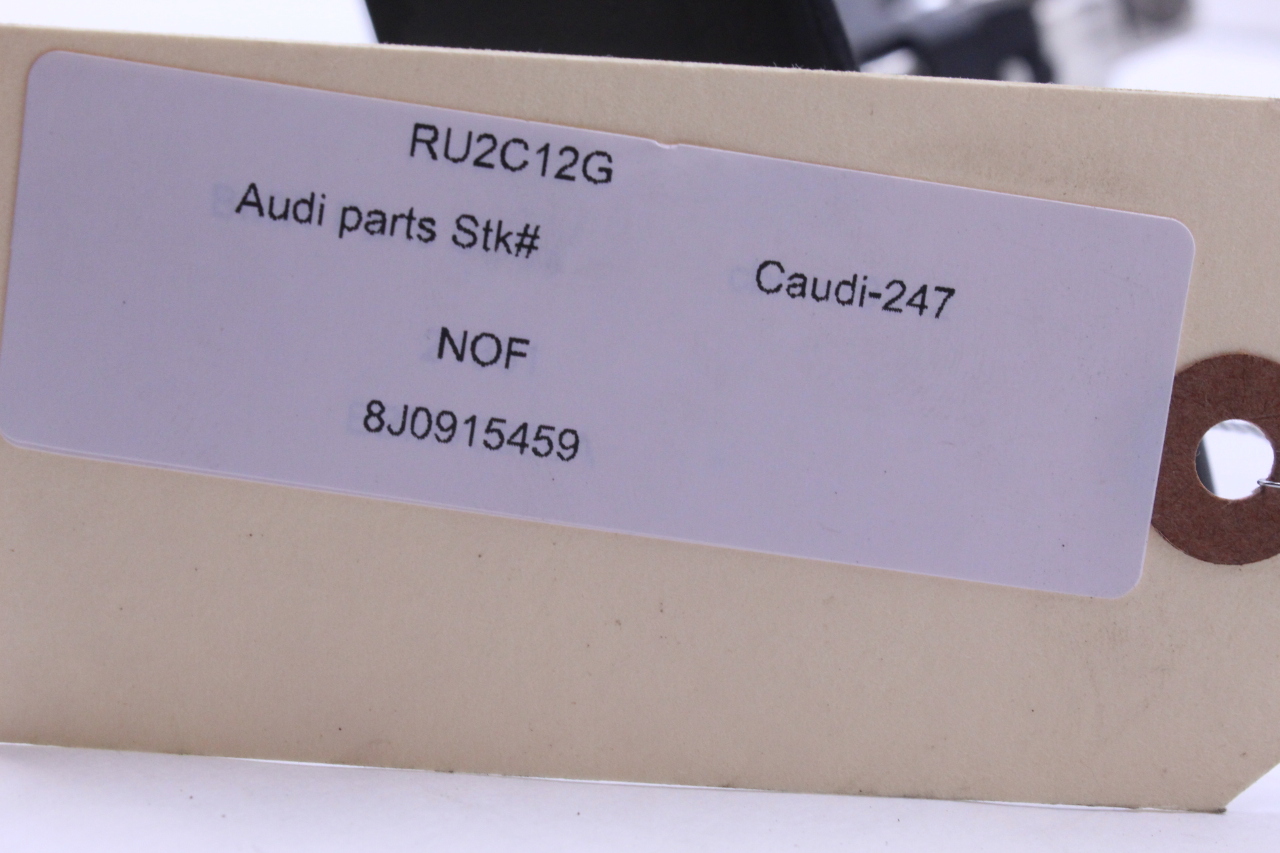 RU2C12G
Audi parts Stk#
Caudi-247
NOF
8J0915459